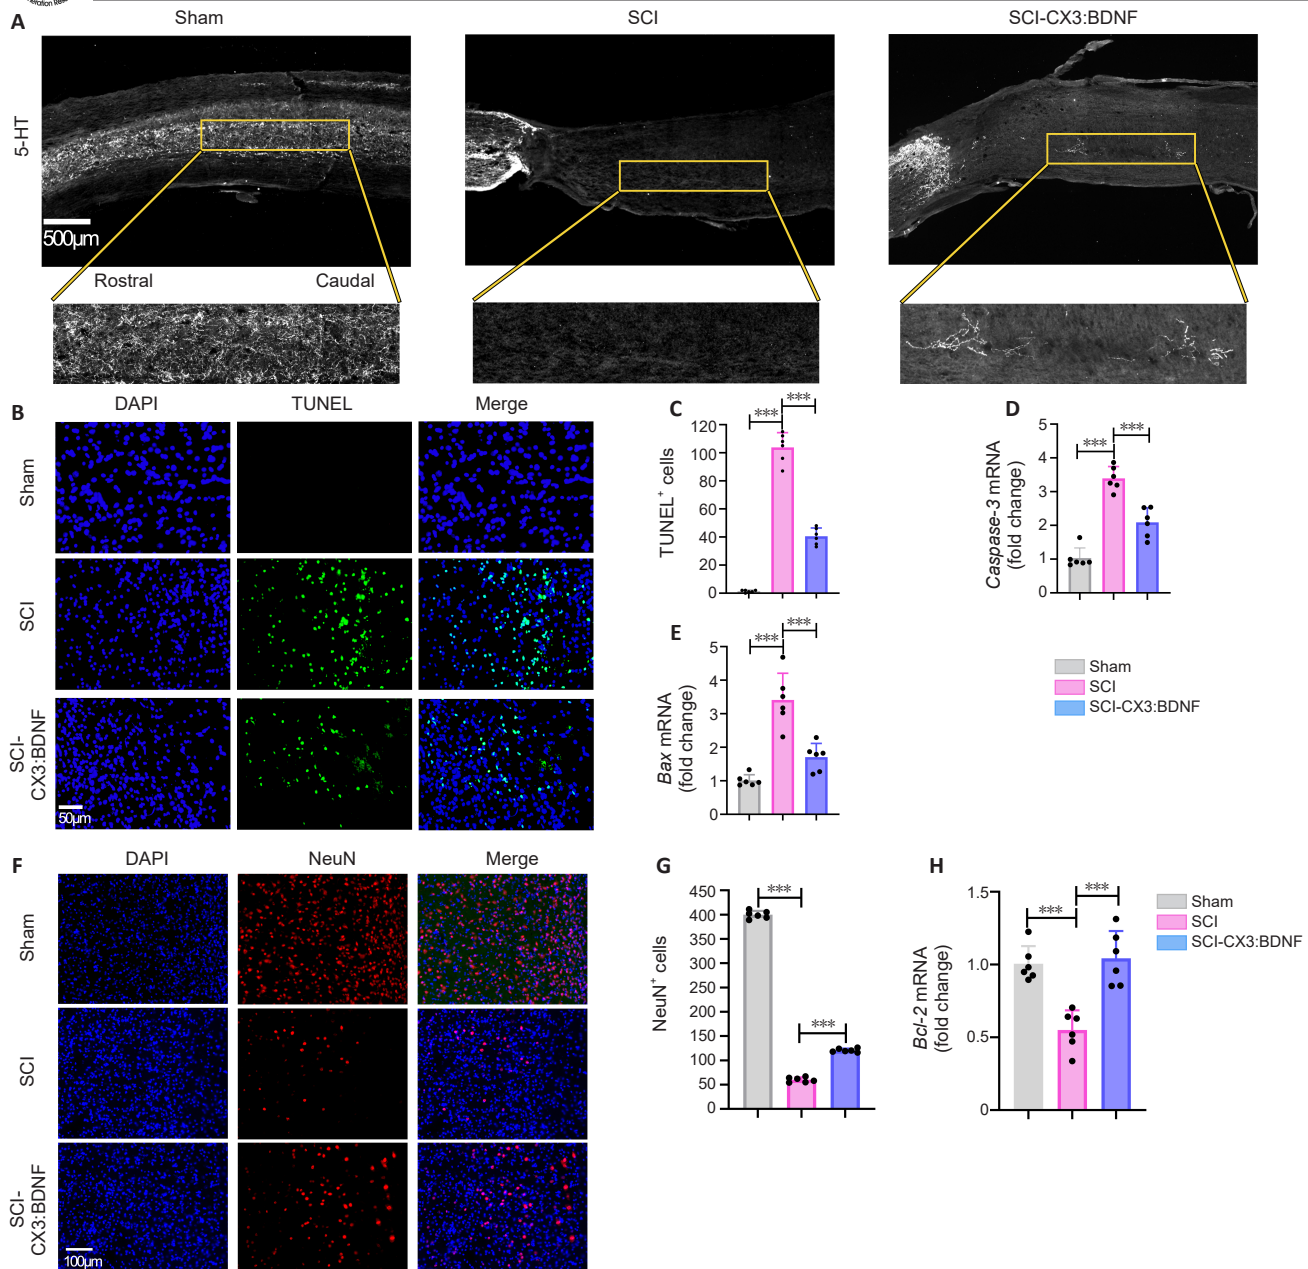 eration Res
A
Sham
SCI
SCI-CX3:BDNF
5-HT
500μm
Rostral
Caudal
B
DAPI
TUNEL
Merge
Sham
SCI
SCI-
CX3:BDNF
50μm
C
TUNEL+ cells
120
100
80
60
40
20
0
***
***
D
Caspase-3 mRNA
(fold change)
5
4
3
2
1
0
***
***
E
Bax mRNA
(fold change)
5
4
3
2
1
0
***
***
Sham
SCI
SCI-CX3:BDNF
F
DAPI
NeuN
Merge
Sham
SCI
SCI-
CX3:BDNF
100μm
G
NeuN+ cells
450
400
350
300
250
200
150
100
50
0
***
***
H
Bcl-2 mRNA
(fold change)
1.5
1.0
0.5
0
***
***
Sham
SCI
SCI-CX3:BDNF